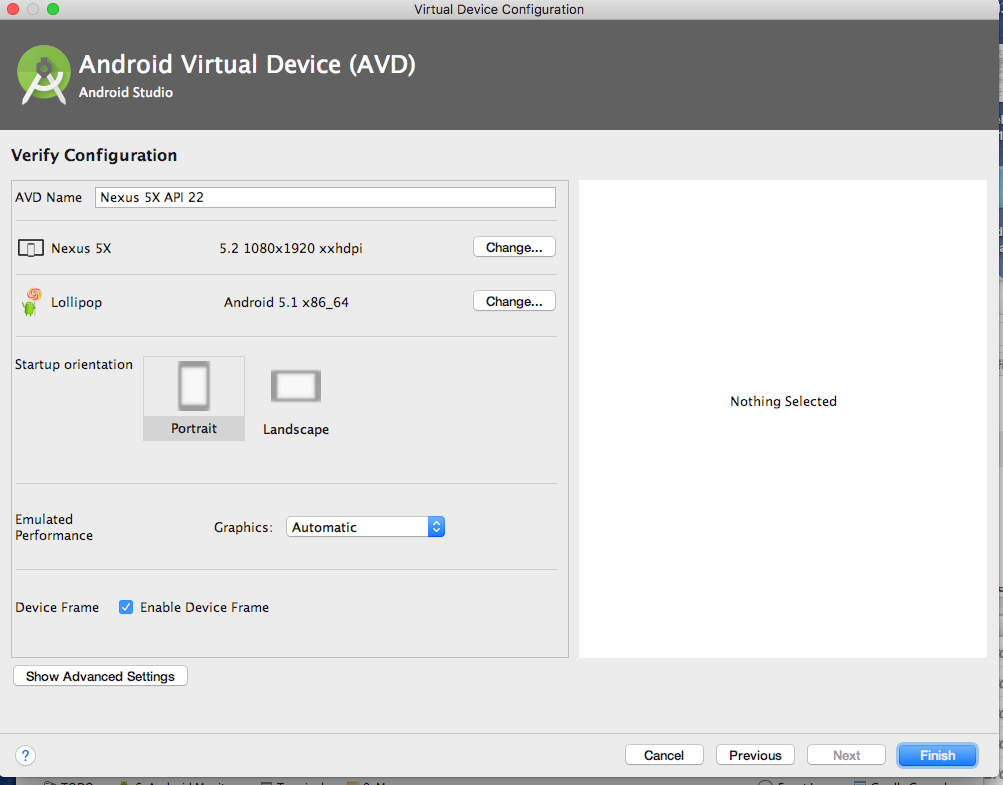 Virtual Device Configuration
Android Virtual Device (AVD)
Android Studio
Verify Configuration
AVD Name Nexus 5X API 22
Nexus 5X 5.2 1080x1920 xxhdpi Change...
Lollipop Android 5.1 x86_64 Change...
Startup orientation
Portrait Landscape
Nothing Selected
Emulated
Performance
Graphics: Automatic
Device Frame Enable Device Frame
Show Advanced Settings
? Cancel Previous Next Finish